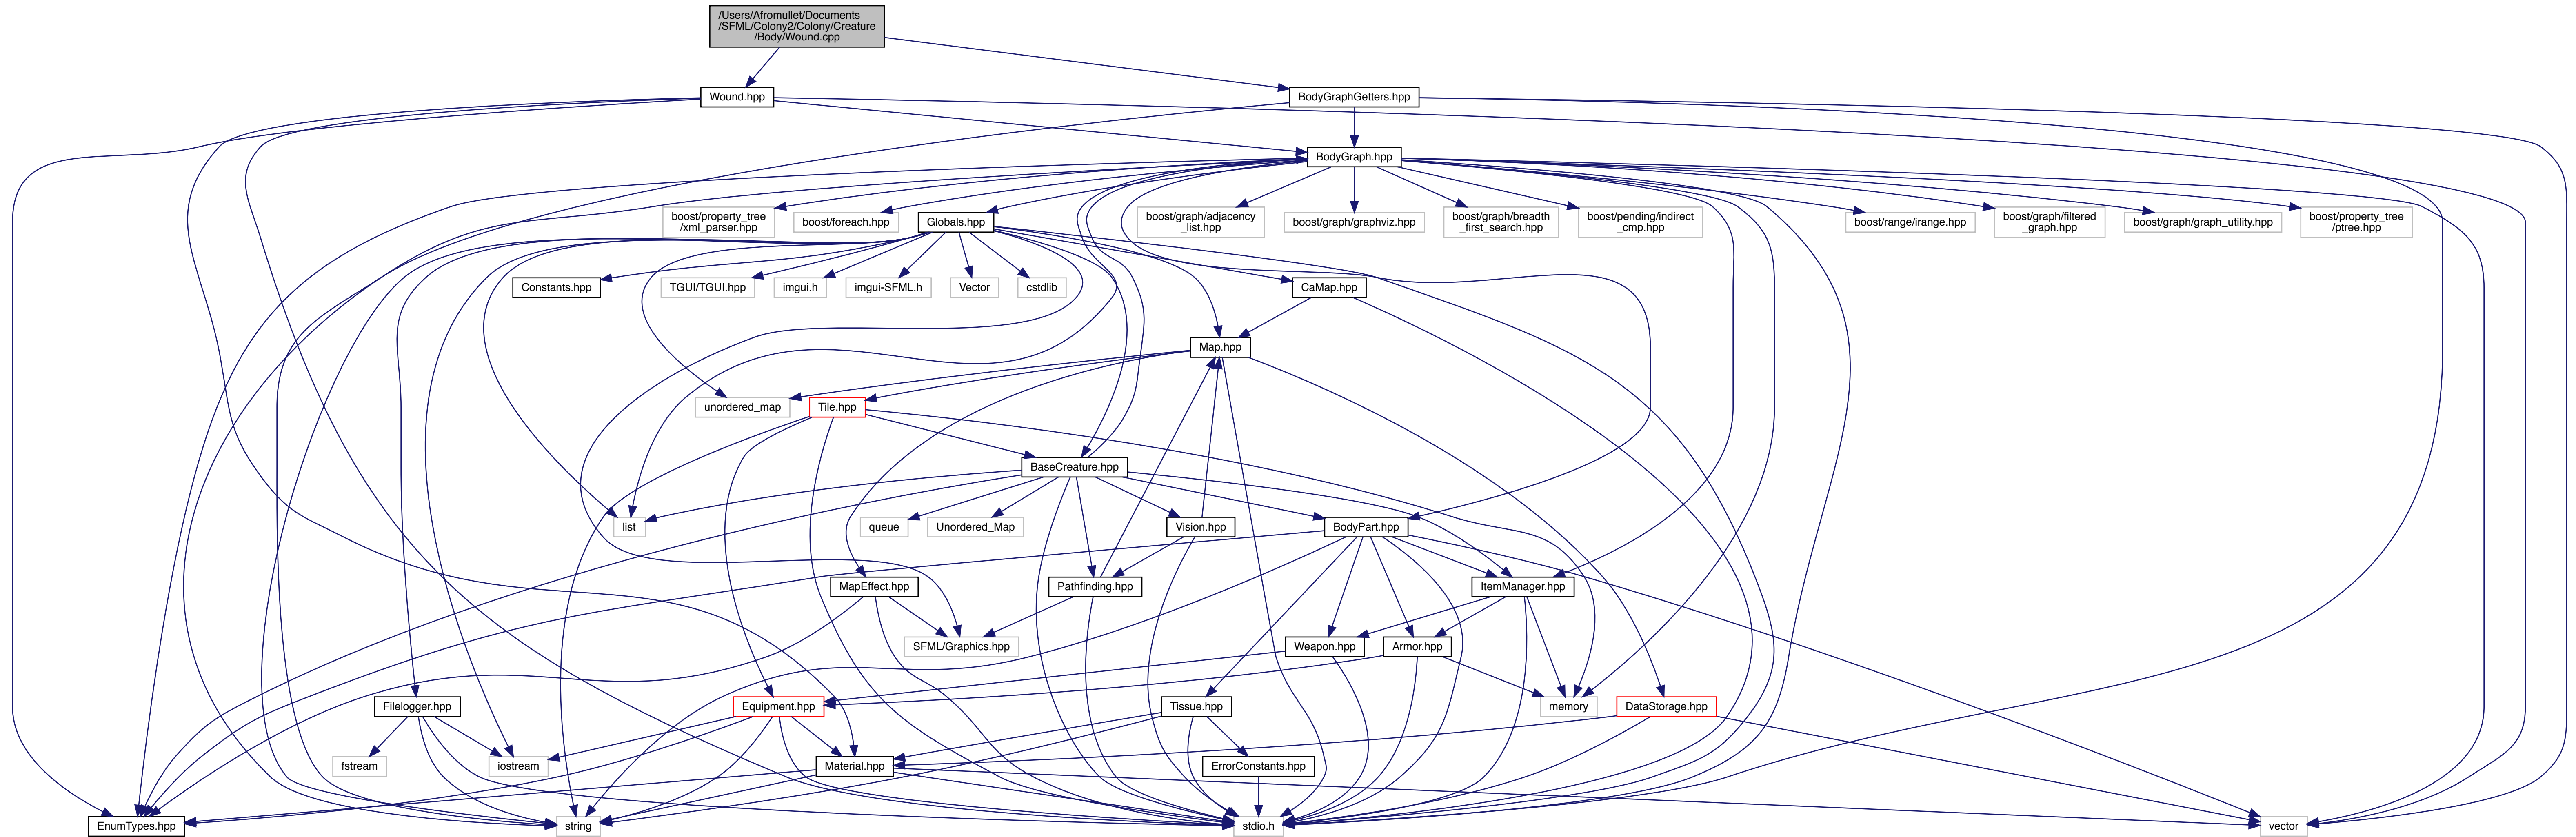 /Users/Afromullet/Documents
/SFML/Colony2/Colony/Creature
/Body/Wound.cpp
Wound.hpp
BodyGraphGetters.hpp
BodyGraph.hpp
boost/property_tree
/xml_parser.hpp
boost/foreach.hpp
Globals.hpp
boost/graph/adjacency
_list.hpp
boost/graph/graphviz.hpp
boost/graph/breadth
_first_search.hpp
boost/pending/indirect
_cmp.hpp
boost/range/irange.hpp
boost/graph/filtered
_graph.hpp
boost/graph/graph_utility.hpp
boost/property_tree
/ptree.hpp
Constants.hpp
TGUI/TGUI.hpp
imgui.h
imgui-SFML.h
Vector
cstdlib
CaMap.hpp
Map.hpp
unordered_map
Tile.hpp
BaseCreature.hpp
list
queue
Unordered_Map
Vision.hpp
BodyPart.hpp
MapEffect.hpp
Pathfinding.hpp
ItemManager.hpp
SFML/Graphics.hpp
Weapon.hpp
Armor.hpp
Filelogger.hpp
Equipment.hpp
Tissue.hpp
memory
DataStorage.hpp
fstream
iostream
Material.hpp
ErrorConstants.hpp
EnumTypes.hpp
string
stdio.h
vector